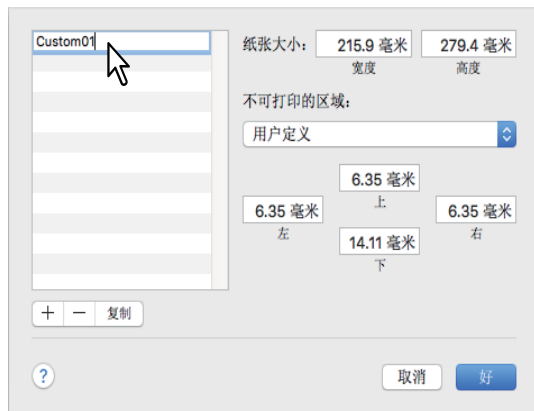 Custom01
纸张大小： 215.9 毫米 279.4 毫米
宽度 高度
不可打印的区域：
用户定义
6.35 毫米
上
6.35 毫米 6.35 毫米
左 右
14.11 毫米
下
+ − 复制
? 取消 好